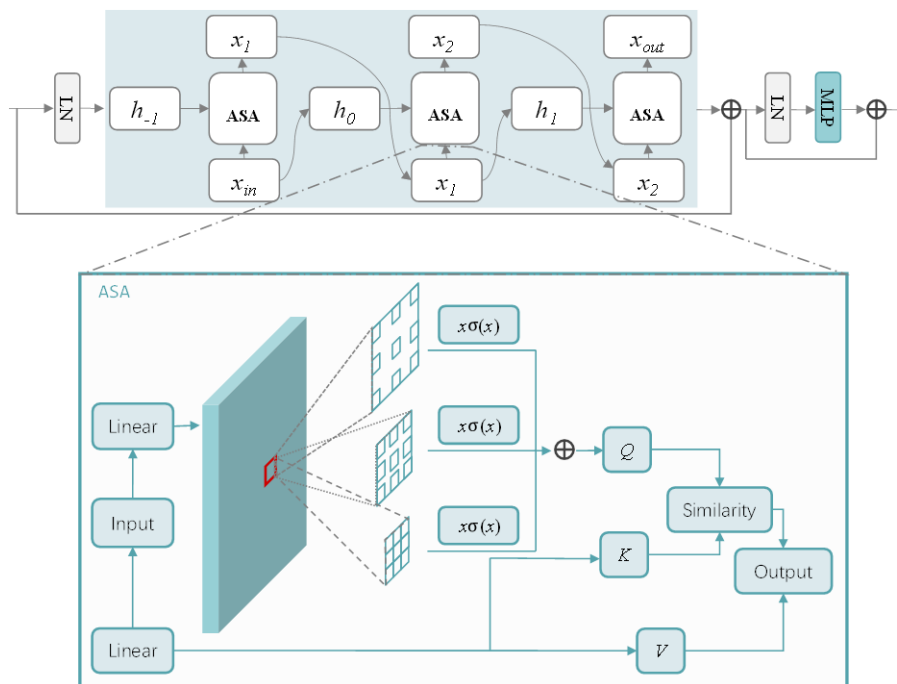 x1 x2 xout
LN h-1 ASA h0 ASA h1 ASA ⊕ LN MLP ⊕
xin x1 x2
ASA
xσ(x)
Linear xσ(x) ⊕ Q
Input xσ(x) Similarity
K Output
Linear V